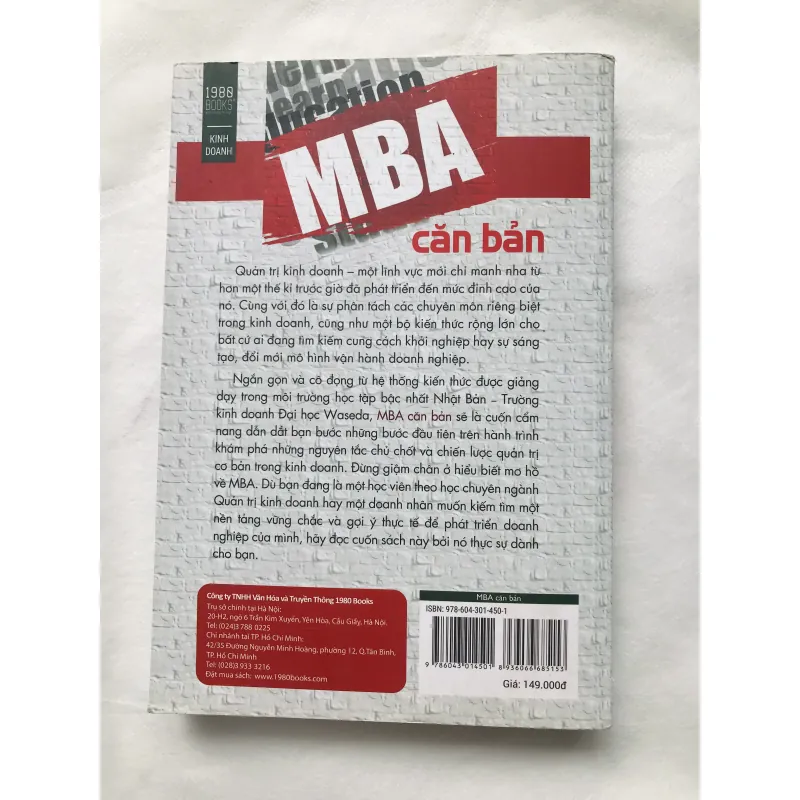 learn
ducation
1980
BOOKS
KINH
DOANH
MBA
căn bản
Quản trị kinh doanh – một lĩnh vực mới chỉ manh nha từ
hơn một thế kỉ trước giờ đã phát triển đến mức đỉnh cao của
nó. Cùng với đó là sự phân tách các chuyên môn riêng biệt
trong kinh doanh, cũng như một bộ kiến thức rộng lớn cho
bất cứ ai đang tìm kiếm cung cách khởi nghiệp hay sự sáng
tạo, đổi mới mô hình vận hành doanh nghiệp.
Ngắn gọn và cô đọng từ hệ thống kiến thức được giảng
dạy trong môi trường học tập bậc nhất Nhật Bản – Trường
kinh doanh Đại học Waseda, MBA căn bản sẽ là cuốn cẩm
nang dẫn dắt bạn bước những bước đầu tiên trên hành trình
khám phá những nguyên tắc chủ chốt và chiến lược quản trị
cơ bản trong kinh doanh. Đừng giậm chân ở hiểu biết mơ hồ
về MBA. Dù bạn đang là một học viên theo học chuyên ngành
Quản trị kinh doanh hay một doanh nhân muốn kiếm tìm một
nền tảng vững chắc và gợi ý thực tế để phát triển doanh
nghiệp của mình, hãy đọc cuốn sách này bởi nó thực sự dành
cho bạn.
Công ty TNHH Văn Hóa và Truyền Thông 1980 Books
Trụ sở chính tại Hà Nội:
20-H2, ngõ 6 Trần Kim Xuyến, Yên Hòa, Cầu Giấy, Hà Nội.
Tel: (024)3 788 0225
Chi nhánh tại TP. Hồ Chí Minh:
42/35 Đường Nguyễn Minh Hoàng, phường 12, Q.Tân Bình,
TP. Hồ Chí Minh
Tel: (028)3 933 3216
Đặt mua sách: www.1980books.com
MBA căn bản
ISBN: 978-604-301-450-1
9 786043 014501
8 936066 685153
Giá: 149.000đ